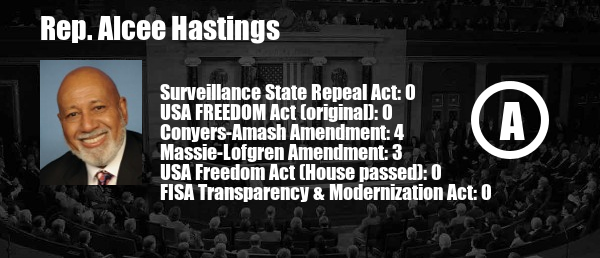 Rep. Alcee Hastings
Surveillance State Repeal Act: 0
USA FREEDOM Act (original): 0
Conyers-Amash Amendment: 4
Massie-Lofgren Amendment: 3
USA Freedom Act (House passed): 0
FISA Transparency & Modernization Act: 0
A